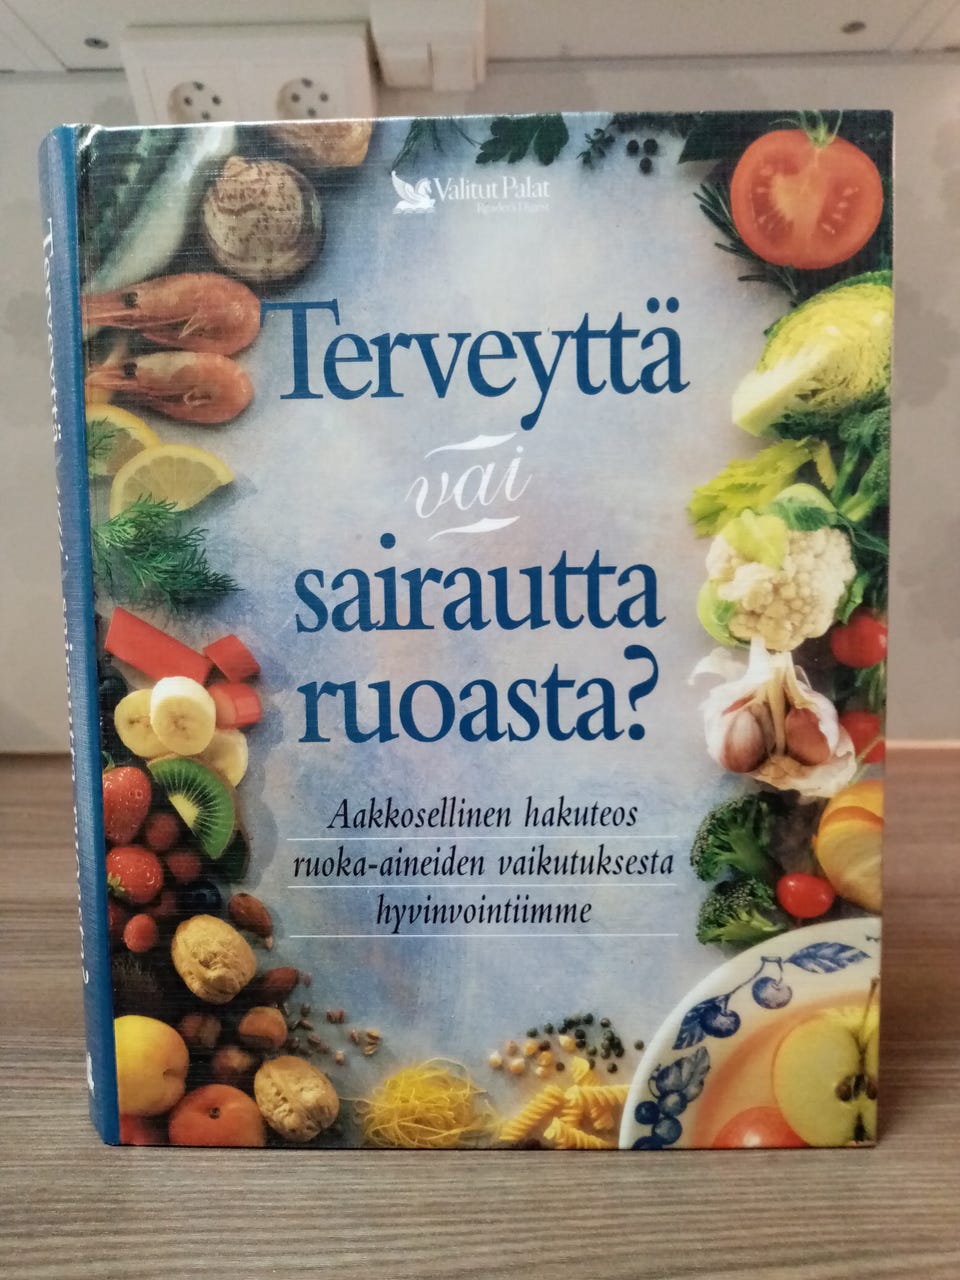 Valitut Palat
Reader's Digest
Terveyttä
vai
sairautta
ruoasta?
Aakkosellinen hakuteos
ruoka-aineiden vaikutuksesta
hyvinvointiimme